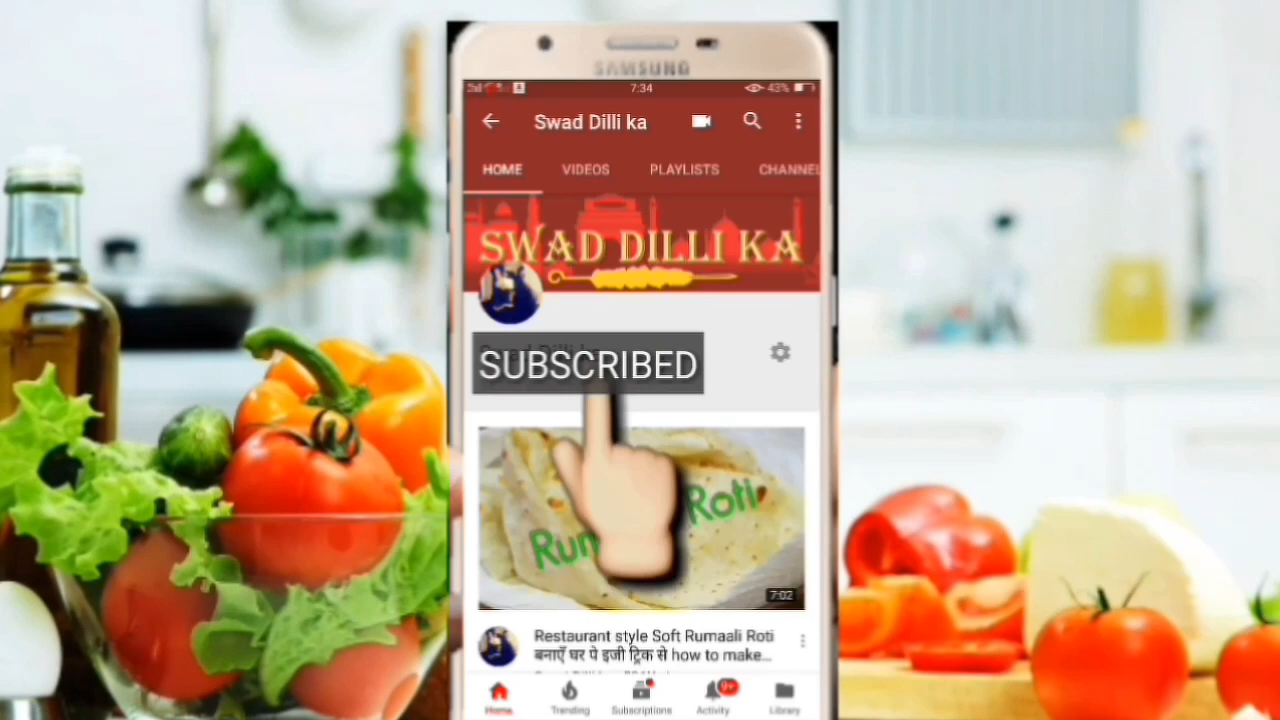 SAMSUNG
7:34
43%
Swad Dilli ka
HOME VIDEOS PLAYLISTS CHANNEL
SWAD DILLI KA
SUBSCRIBED
Roti
7:02
Restaurant style Soft Rumaali Roti
बनाएँ घर पे इजी ट्रिक से how to make...
Home Trending Subscriptions Activity Library
9+